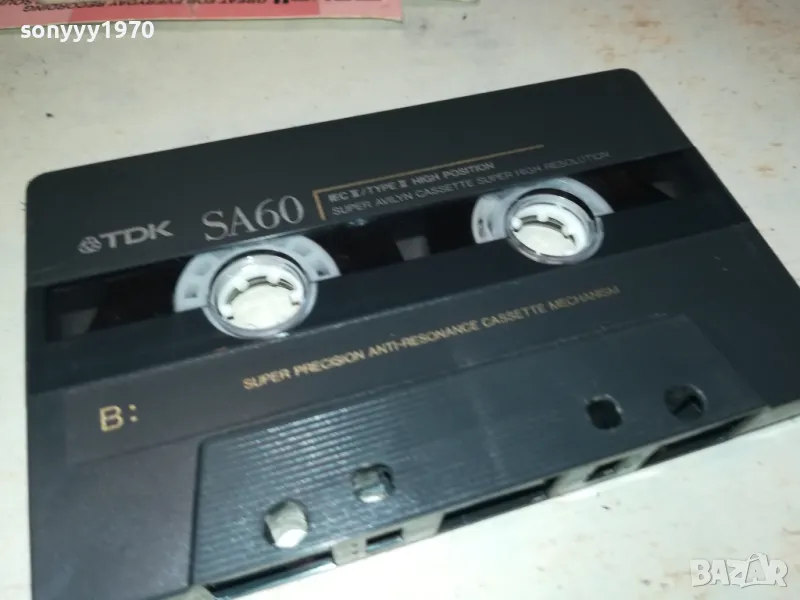 sonyyy1970
TDK
SA60
IEC II/TYPE II HIGH POSITION
SUPER AVILYN CASSETTE SUPER HIGH RESOLUTION
SUPER PRECISION ANTI-RESONANCE CASSETTE MECHANISM
B:
BAZAR